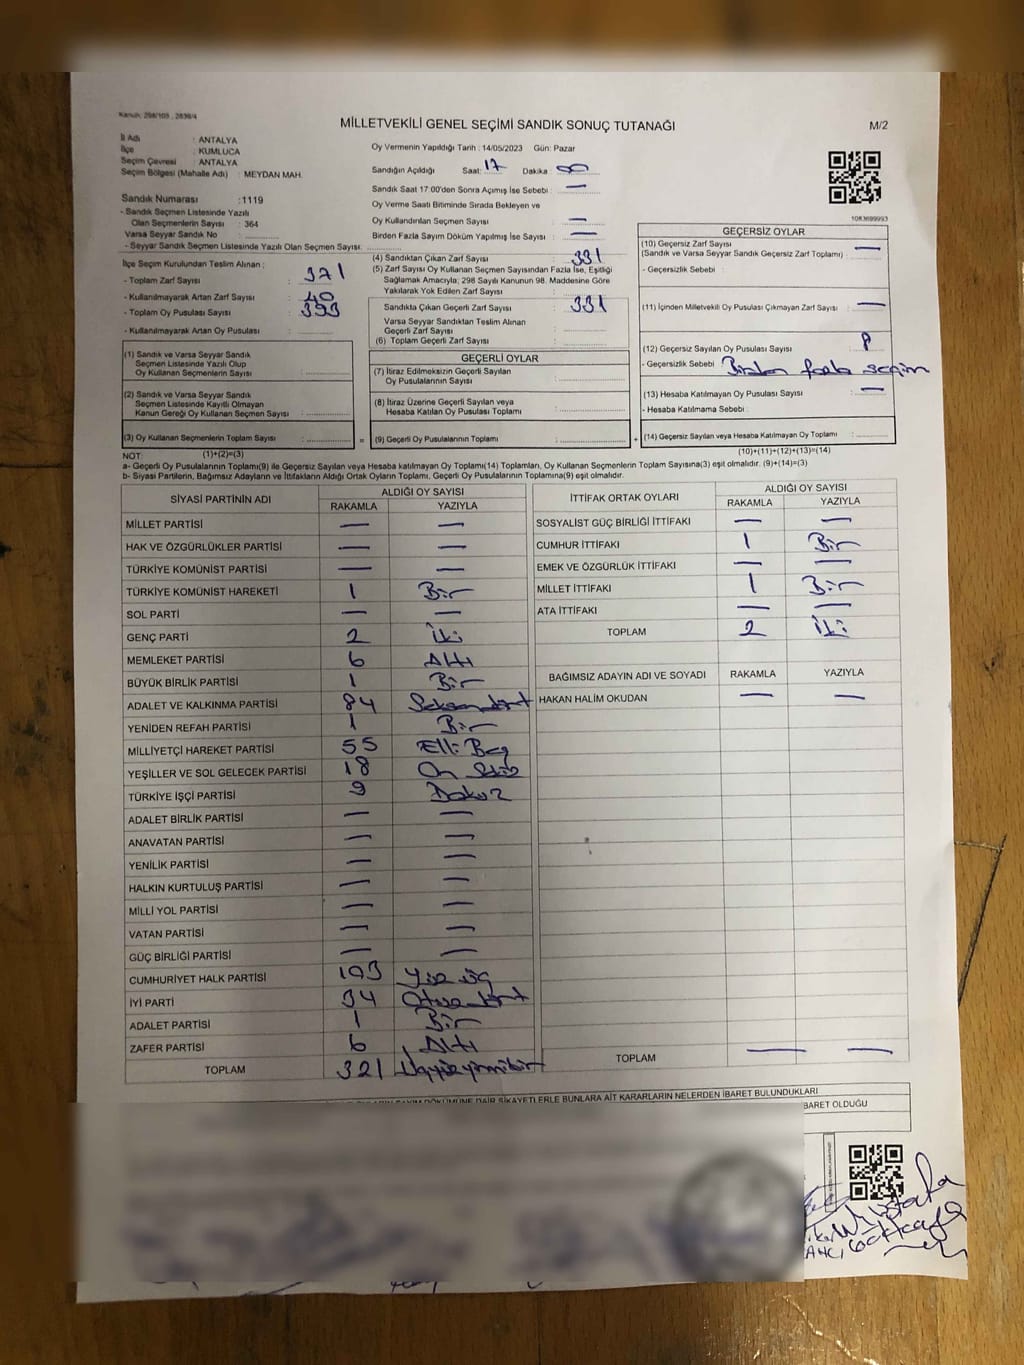 Kanun: 298/105 , 2839/4
MİLLETVEKİLİ GENEL SEÇİMİ SANDIK SONUÇ TUTANAĞI
M/2
İl Adı : ANTALYA
İlçe : KUMLUCA
Seçim Çevresi : ANTALYA
Seçim Bölgesi (Mahalle Adı) : MEYDAN MAH.
Sandık Numarası :1119
- Sandık Seçmen Listesinde Yazılı
Olan Seçmenlerin Sayısı : 364
Varsa Seyyar Sandık No :
- Seyyar Sandık Seçmen Listesinde Yazılı Olan Seçmen Sayısı:
Oy Vermenin Yapıldığı Tarih : 14/05/2023 Gün: Pazar
Sandığın Açıldığı Saat: 17 Dakika : 00
Sandık Saat 17:00'den Sonra Açımış İse Sebebi : —
Oy Verme Saati Bitiminde Sırada Bekleyen ve
Oy Kullandırılan Seçmen Sayısı : —
Birden Fazla Sayım Döküm Yapılmış İse Sayısı : —
1083699993
İlçe Seçim Kurulundan Teslim Alınan :
- Toplam Zarf Sayısı : 371
- Kullanılmayarak Artan Zarf Sayısı : 40
- Toplam Oy Pusulası Sayısı : 393
- Kullanılmayarak Artan Oy Pusulası :
(4) Sandıktan Çıkan Zarf Sayısı : 331
(5) Zarf Sayısı Oy Kullanan Seçmen Sayısından Fazla İse, Eşitliği
Sağlamak Amacıyla; 298 Sayılı Kanunun 98. Maddesine Göre
Yakılarak Yok Edilen Zarf Sayısı :
Sandıkta Çıkan Geçerli Zarf Sayısı : 331
Varsa Seyyar Sandıktan Teslim Alınan
Geçerli Zarf Sayısı :
(6) Toplam Geçerli Zarf Sayısı :
GEÇERSİZ OYLAR
(10) Geçersiz Zarf Sayısı : —
(Sandık ve Varsa Seyyar Sandık Geçersiz Zarf Toplamı)
- Geçersizlik Sebebi :
(11) İçinden Milletvekili Oy Pusulası Çıkmayan Zarf Sayısı : —
(12) Geçersiz Sayılan Oy Pusulası Sayısı : 8
- Geçersizlik Sebebi : Birden fazla seçim
(13) Hesaba Katılmayan Oy Pusulası Sayısı : —
- Hesaba Katılmama Sebebi :
(14) Geçersiz Sayılan veya Hesaba Katılmayan Oy Toplamı :
(10)+(11)+(12)+(13)=(14)
(1) Sandık ve Varsa Seyyar Sandık
Seçmen Listesinde Yazılı Olup
Oy Kullanan Seçmenlerin Sayısı :
(2) Sandık ve Varsa Seyyar Sandık
Seçmen Listesinde Kayıtlı Olmayan
Kanun Gereği Oy Kullanan Seçmen Sayısı :
(3) Oy Kullanan Seçmenlerin Toplam Sayısı : =
GEÇERLİ OYLAR
(7) İtiraz Edilmeksizin Geçerli Sayılan
Oy Pusulalarının Sayısı :
(8) İtiraz Üzerine Geçerli Sayılan veya
Hesaba Katılan Oy Pusulası Toplamı :
(9) Geçerli Oy Pusulalarının Toplamı : +
NOT: (1)+(2)=(3)
a- Geçerli Oy Pusulalarının Toplamı(9) ile Geçersiz Sayılan veya Hesaba katılmayan Oy Toplamı(14) Toplamları, Oy Kullanan Seçmenlerin Toplam Sayısına(3) eşit olmalıdır. (9)+(14)=(3)
b- Siyasi Partilerin, Bağımsız Adayların ve İttifakların Aldığı Ortak Oyların Toplamı, Geçerli Oy Pusulalarının Toplamına(9) eşit olmalıdır.
SİYASİ PARTİNİN ADI ALDIĞI OY SAYISI
RAKAMLA YAZIYLA
MİLLET PARTİSİ — —
HAK VE ÖZGÜRLÜKLER PARTİSİ — —
TÜRKİYE KOMÜNİST PARTİSİ — —
TÜRKİYE KOMÜNİST HAREKETİ 1 Bir
SOL PARTİ — —
GENÇ PARTİ 2 İki
MEMLEKET PARTİSİ 6 Altı
BÜYÜK BİRLİK PARTİSİ 1 Bir
ADALET VE KALKINMA PARTİSİ 84 Seksendört
YENİDEN REFAH PARTİSİ 1 Bir
MİLLİYETÇİ HAREKET PARTİSİ 55 Elli Beş
YEŞİLLER VE SOL GELECEK PARTİSİ 18 On Sekiz
TÜRKİYE İŞÇİ PARTİSİ 9 Dokuz
ADALET BİRLİK PARTİSİ — —
ANAVATAN PARTİSİ — —
YENİLİK PARTİSİ — —
HALKIN KURTULUŞ PARTİSİ — —
MİLLİ YOL PARTİSİ — —
VATAN PARTİSİ — —
GÜÇ BİRLİĞİ PARTİSİ — —
CUMHURİYET HALK PARTİSİ 103 Yüz üç
İYİ PARTİ 34 Otuz dört
ADALET PARTİSİ 1 Bir
ZAFER PARTİSİ 6 Altı
TOPLAM 321 Üçyüzyirmibir
İTTİFAK ORTAK OYLARI ALDIĞI OY SAYISI
RAKAMLA YAZIYLA
SOSYALİST GÜÇ BİRLİĞİ İTTİFAKI — —
CUMHUR İTTİFAKI 1 Bir
EMEK VE ÖZGÜRLÜK İTTİFAKI — —
MİLLET İTTİFAKI 1 Bir
ATA İTTİFAKI — —
TOPLAM 2 İki
BAĞIMSIZ ADAYIN ADI VE SOYADI RAKAMLA YAZIYLA
HAKAN HALİM OKUDAN — —
TOPLAM — —
DÖKÜMÜNE DAİR ŞİKAYETLERLE BUNLARA AİT KARARLARIN NELERDEN İBARET BULUNDUKLARI
BARET OLDUĞU
Mustafa